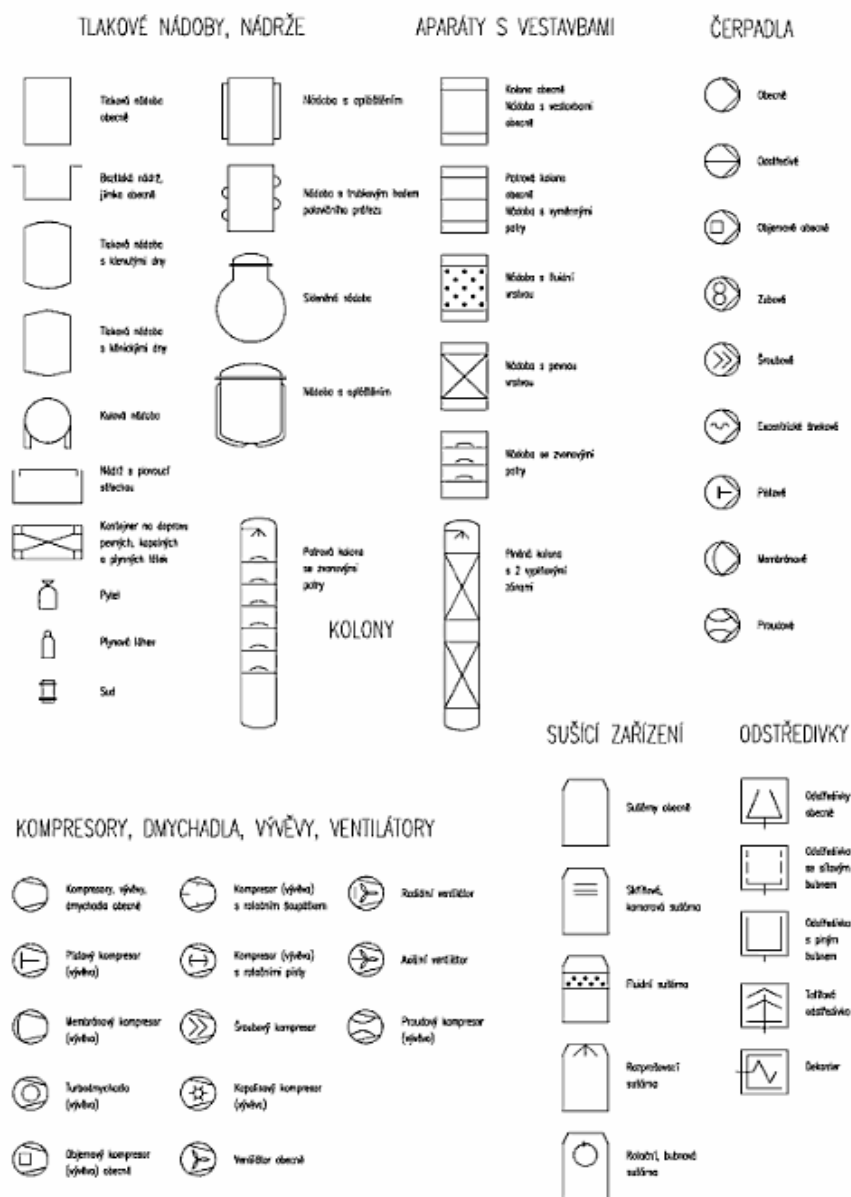 TLAKOVÉ NÁDOBY, NÁDRŽE
Tlaková nádoba
obecně
Beztlaká nádrž,
jímka obecně
Tlaková nádoba
s klenutými dny
Tlaková nádoba
s kónickými dny
Kulová nádoba
Nádrž s plovoucí
střechou
Kontejner na dopravu
pevných, kapalných
a plynných látek
Pytel
Plynová láhev
Sud
Nádoba s opláštěním
Nádoba s trubkovým hadem
polovičního průřezu
Skleněná nádoba
Nádoba s opláštěním
Patrová kolona
se zvonovými
patry
KOLONY
APARÁTY S VESTAVBAMI
Kolona obecně
Nádoba s vestavbami
obecně
Patrová kolona
obecně
Nádoba s výměnnými
patry
Nádoba s fluidní
vrstvou
Nádoba s pevnou
vrstvou
Nádoba se zvonovými
patry
Plněná kolona
s 2 výplňovými
zónami
ČERPADLA
Obecně
Odstředivé
Objemové obecně
Zubové
Šroubové
Excentrické šnekové
Pístové
Membránové
Proudové
KOMPRESORY, DMYCHADLA, VÝVĚVY, VENTILÁTORY
Kompresory, vývěvy,
dmychadla obecně
Pístový kompresor
(vývěva)
Membránový kompresor
(vývěva)
Turbodmychadlo
(vývěva)
Objemový kompresor
(vývěva) obecně
Kompresor (vývěva)
s rotačním šoupátkem
Kompresor (vývěva)
s rotačními písty
Šroubový kompresor
Kapalinový kompresor
(vývěva)
Ventilátor obecně
Radiální ventilátor
Axiální ventilátor
Proudový kompresor
(vývěva)
SUŠÍCÍ ZAŘÍZENÍ
Sušárny obecně
Skříňová,
komorová sušárna
Fluidní sušárna
Rozprašovací
sušárna
Rotační, bubnová
sušárna
ODSTŘEDIVKY
Odstředivky
obecně
Odstředivka
se síťovým
bubnem
Odstředivka
s plným
bubnem
Talířová
odstředivka
Dekanter